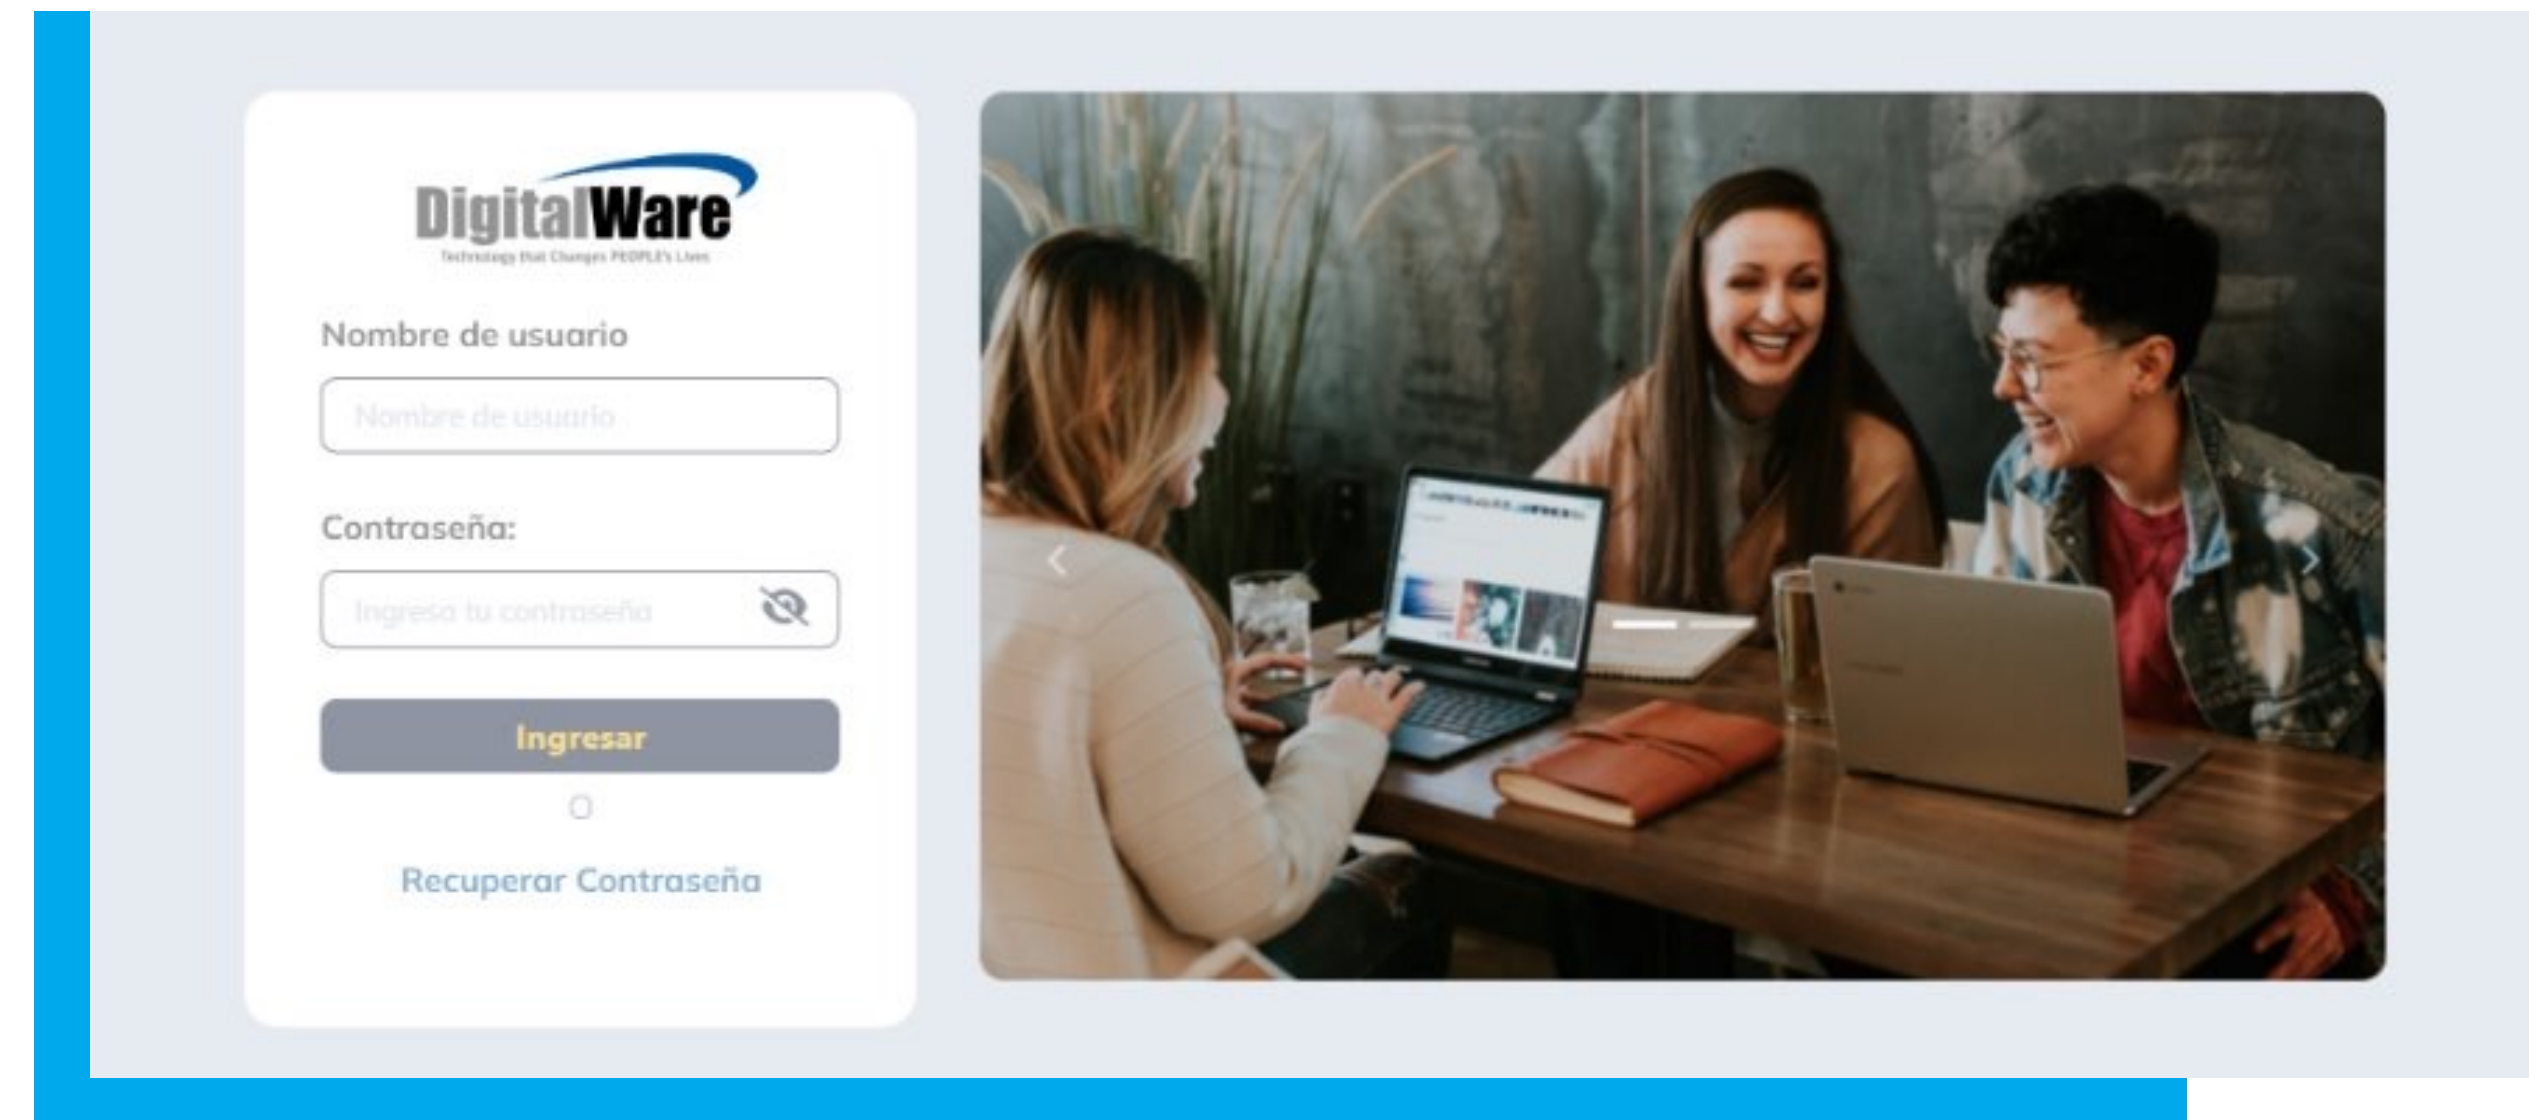 DigitalWare
Technology that Changes PEOPLE's Lives
Nombre de usuario
Nombre de usuario
Contraseña:
Ingresa tu contraseña
Ingresar
O
Recuperar Contraseña